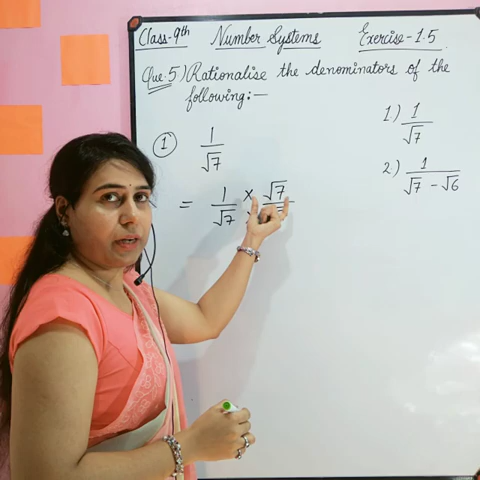 Class-9th Number Systems Exercise-1.5
Que.5) Rationalise the denominators of the
following:—
1) 1/√7
2) 1/(√7 - √6)
① 1/√7
= 1/√7 × √7